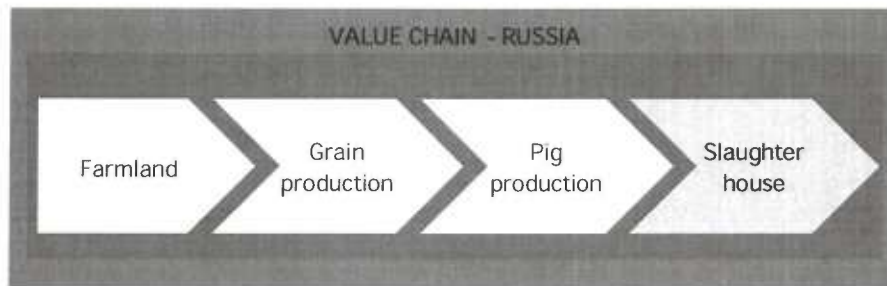 VALUE CHAIN - RUSSIA
Farmland
Grain
production
Pig
production
Slaughter
house